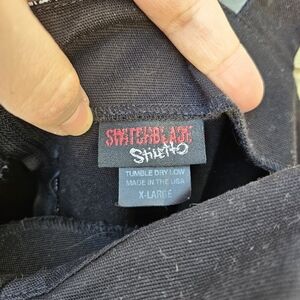 SWITCHBLADE
Stiletto
TUMBLE DRY LOW
MADE IN THE USA
X-LARGE